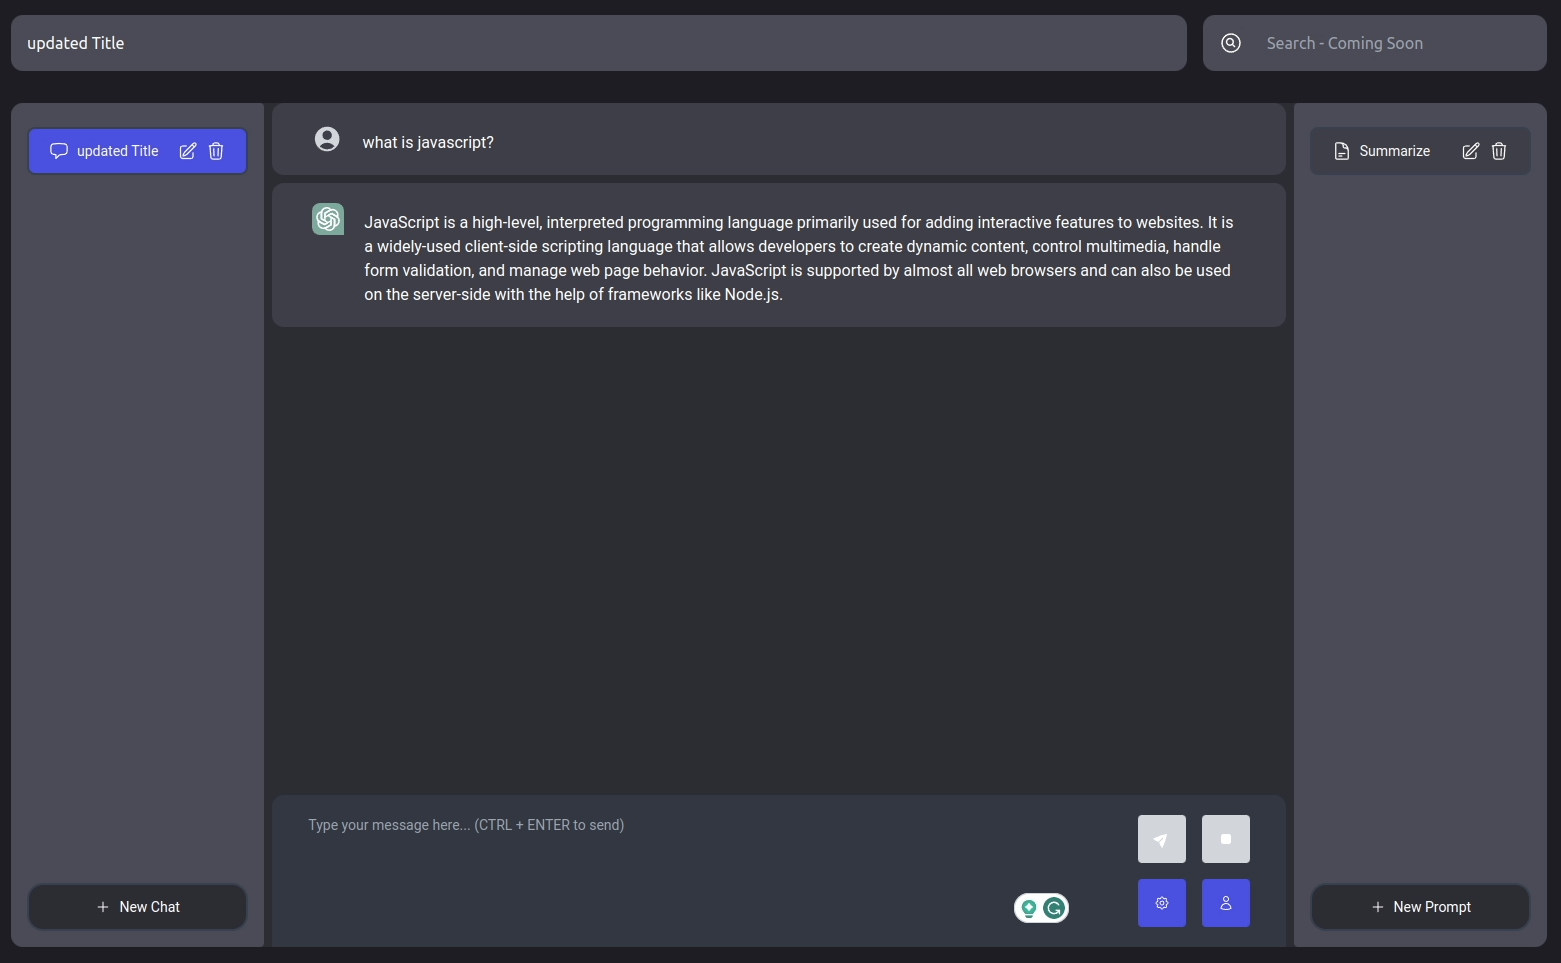 updated Title
Search - Coming Soon
updated Title
what is javascript?
JavaScript is a high-level, interpreted programming language primarily used for adding interactive features to websites. It is
a widely-used client-side scripting language that allows developers to create dynamic content, control multimedia, handle
form validation, and manage web page behavior. JavaScript is supported by almost all web browsers and can also be used
on the server-side with the help of frameworks like Node.js.
Summarize
Type your message here... (CTRL + ENTER to send)
New Chat
New Prompt